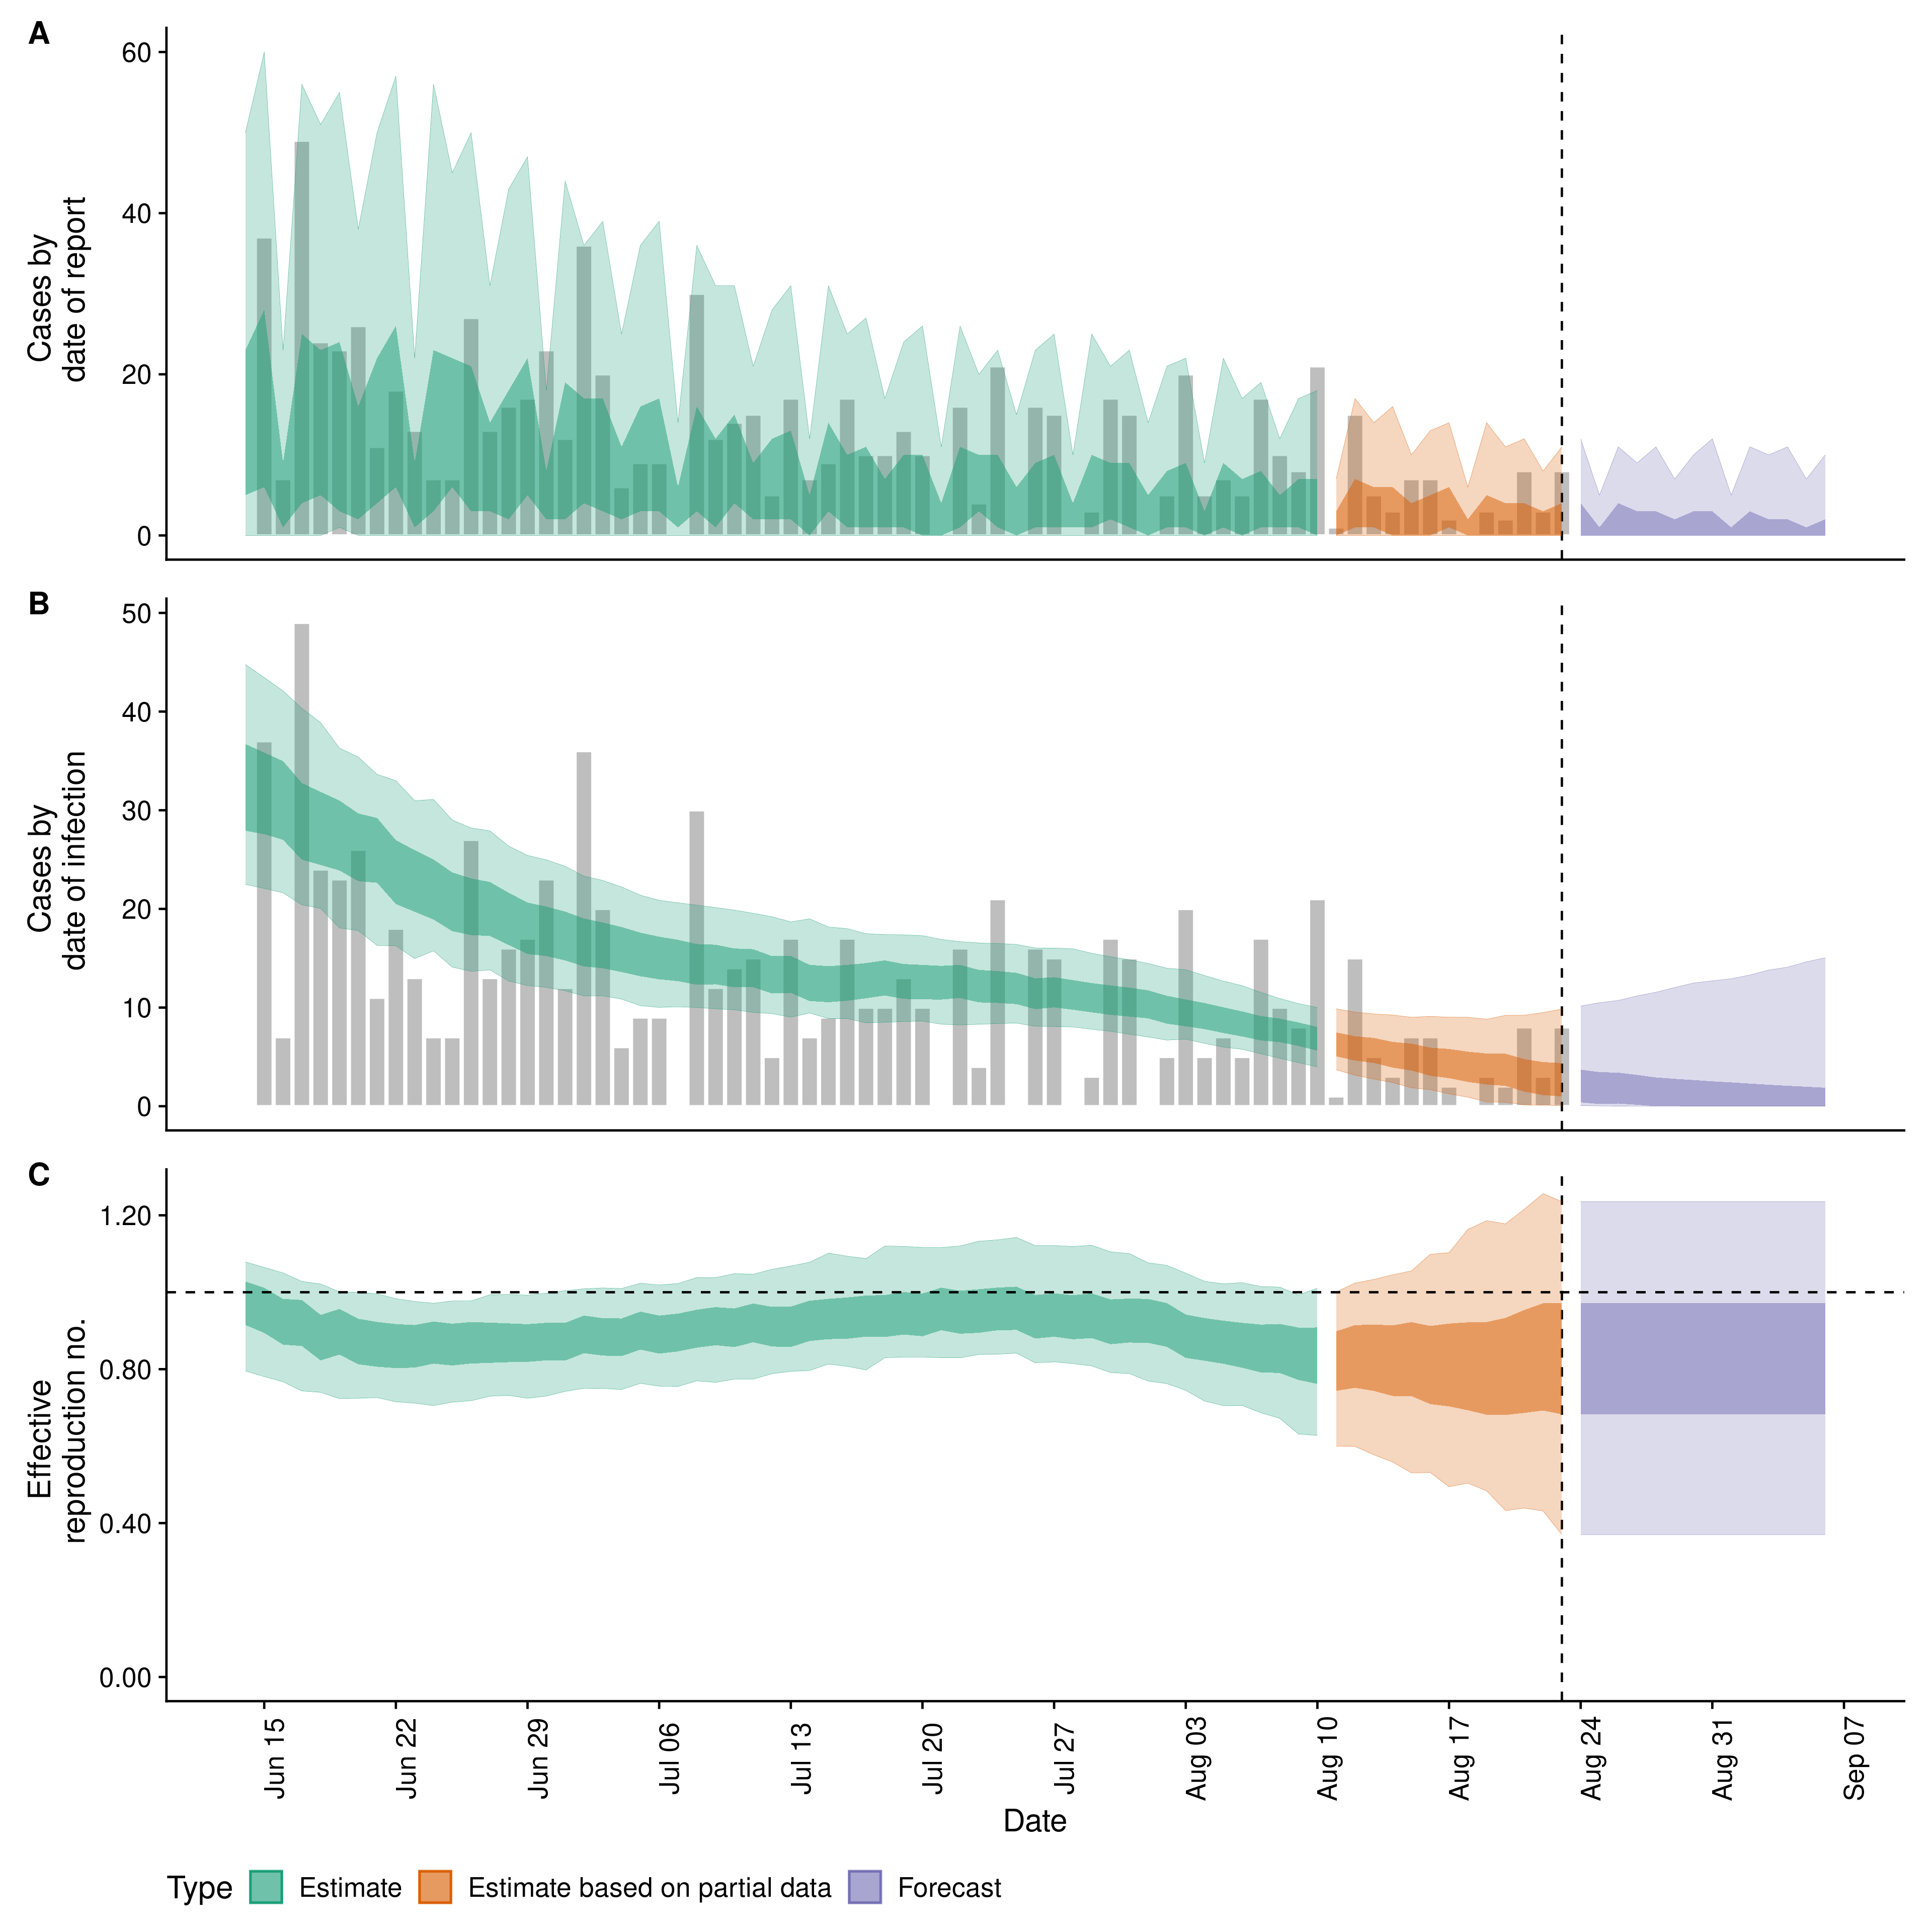 A
60
40
20
0
Cases by
date of report
B
50
40
30
20
10
0
Cases by
date of infection
C
1.20
0.80
0.40
0.00
Effective
reproduction no.
Jun 15
Jun 22
Jun 29
Jul 06
Jul 13
Jul 20
Jul 27
Aug 03
Aug 10
Aug 17
Aug 24
Aug 31
Sep 07
Date
Type Estimate Estimate based on partial data Forecast